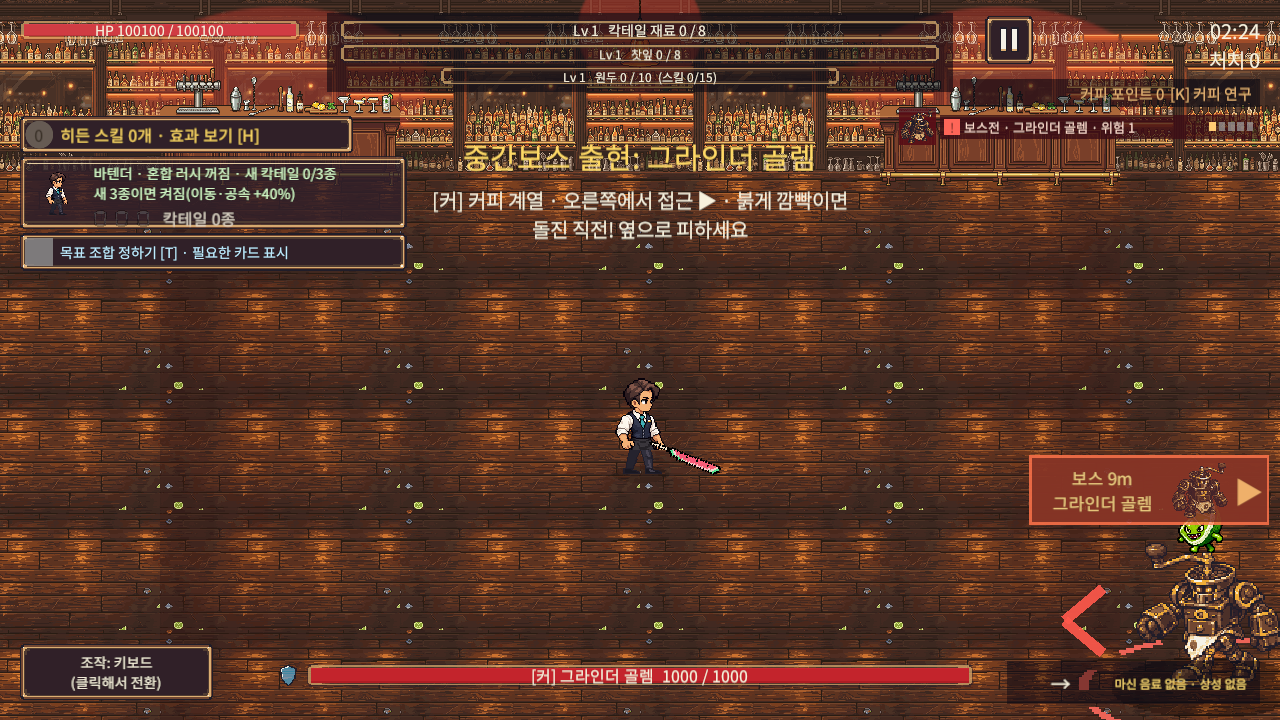 HP 100100 / 100100
Lv 1 칵테일 재료 0 / 8
Lv 1 찻잎 0 / 8
Lv 1 원두 0 / 10 (스킬 0/15)
02:24
처치 0
커피 포인트 0 [K] 커피 연구
! 보스전 · 그라인더 골렘 · 위험 1
0 히든 스킬 0개 · 효과 보기 [H]
바텐더 · 혼합 러시 꺼짐 · 새 칵테일 0/3종
새 3종이면 켜짐(이동·공속 +40%)
칵테일 0종
목표 조합 정하기 [T] · 필요한 카드 표시
중간보스 출현: 그라인더 골렘
[커] 커피 계열 · 오른쪽에서 접근 ▶ · 붉게 깜빡이면
돌진 직전! 옆으로 피하세요
보스 9m
그라인더 골렘
조작: 키보드
(클릭해서 전환)
[커] 그라인더 골렘 1000 / 1000
→ 마신 음료 없음 · 상성 없음